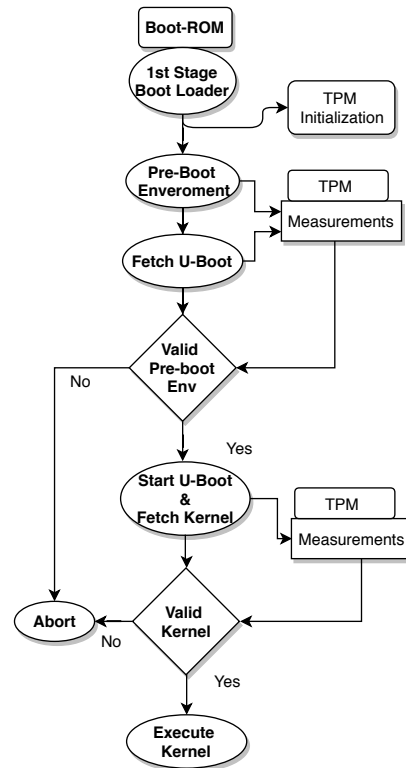 Boot-ROM
1st Stage
Boot Loader
TPM
Initialization
Pre-Boot
Enveroment
TPM
Measurements
Fetch U-Boot
Valid
Pre-boot
Env
No
Yes
Start U-Boot
&
Fetch Kernel
TPM
Measurements
Valid
Kernel
Abort
No
Yes
Execute
Kernel